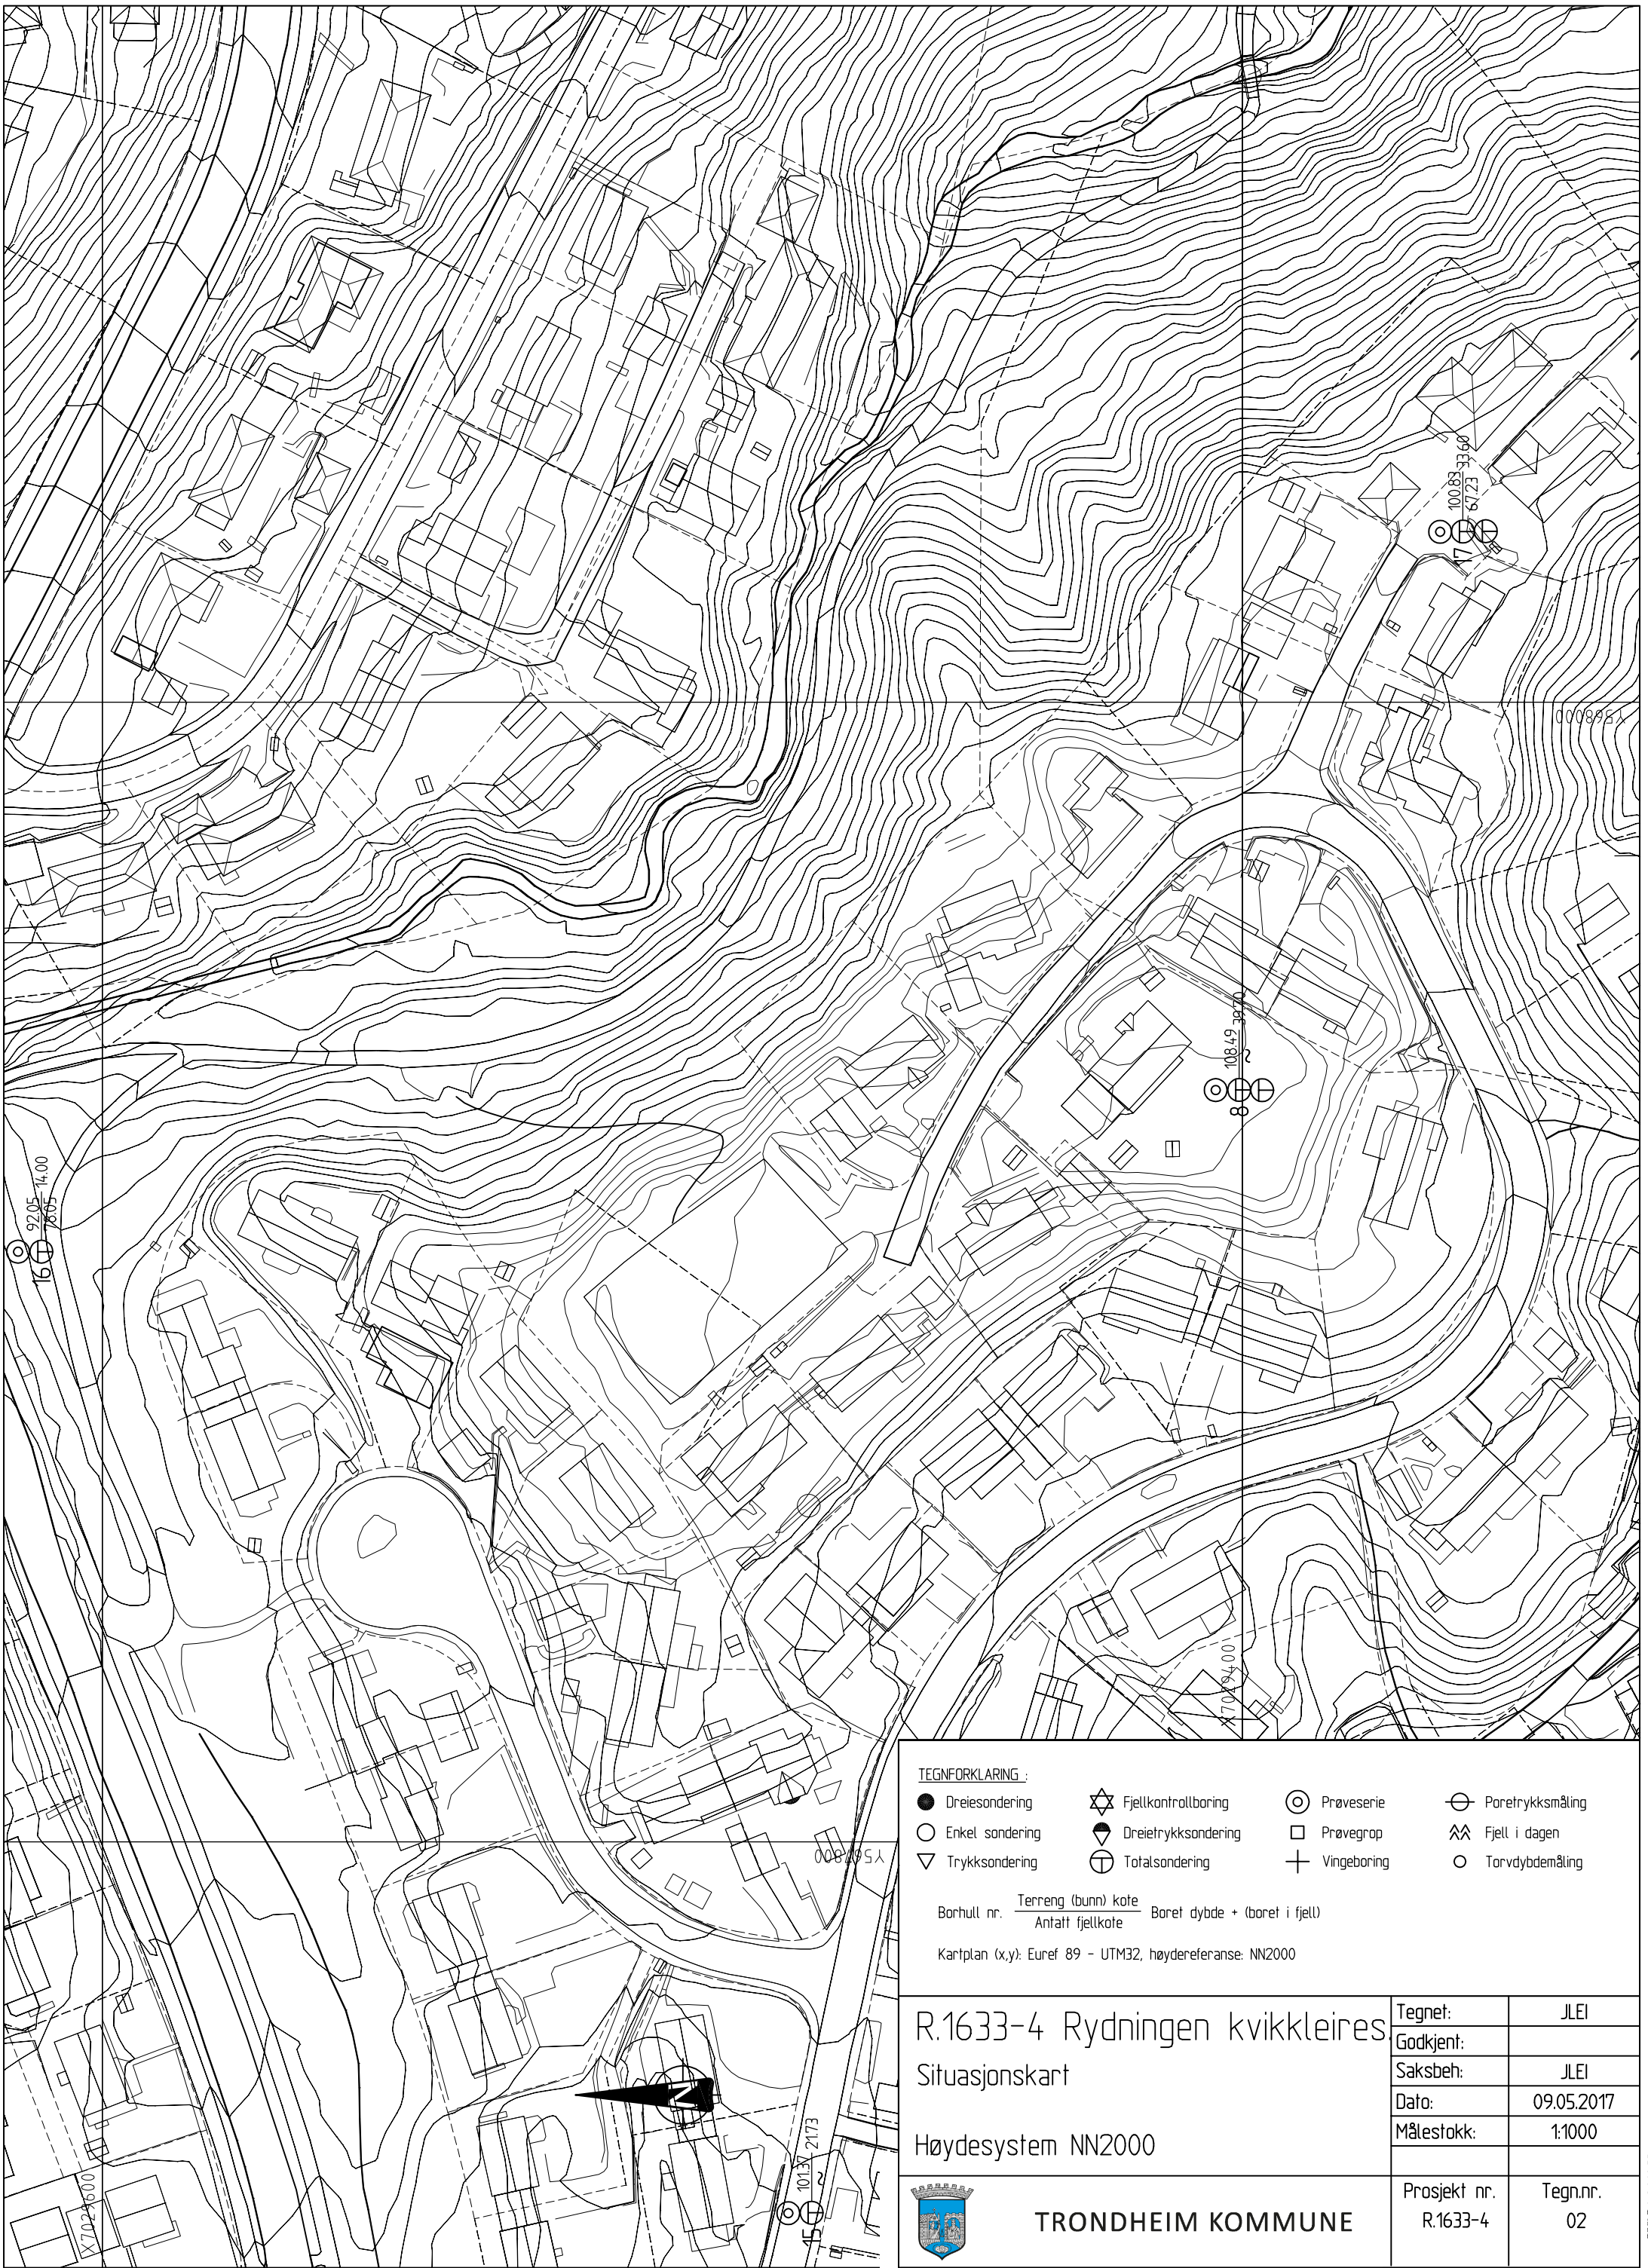 17 100.83 33.60
67.23
Y568000
8 108.49 39.70
~
16 92.05 14.00
78.05
X7029400
Y567800
TEGNFORKLARING :
Dreiesondering Fjellkontrollboring Prøveserie Poretrykksmåling
Enkel sondering Dreietrykksondering Prøvegrop Fjell i dagen
Trykksondering Totalsondering Vingeboring Torvdybdemåling
Borhull nr. Terreng (bunn) kote Boret dybde + (boret i fjell)
Antatt fjellkote
Kartplan (x,y): Euref 89 - UTM32, høydereferanse: NN2000
R.1633-4 Rydningen kvikkleires
Situasjonskart
Høydesystem NN2000
Tegnet: JLEI
Godkjent:
Saksbeh: JLEI
Dato: 09.05.2017
Målestokk: 1:1000
N
15 101.37 21.73
~
X7029600
TRONDHEIM KOMMUNE
Prosjekt nr. Tegn.nr.
R.1633-4 02